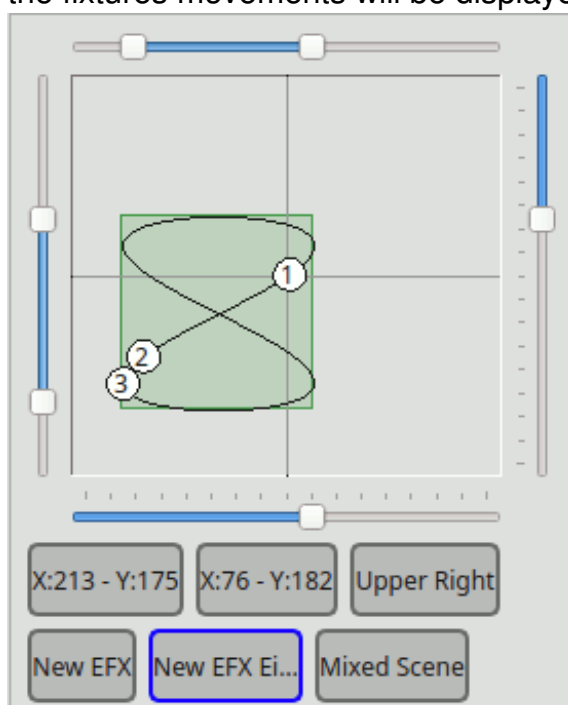 the fixtures movements will be displaye
1
2
3
X:213 - Y:175 X:76 - Y:182 Upper Right
New EFX New EFX Ei... Mixed Scene